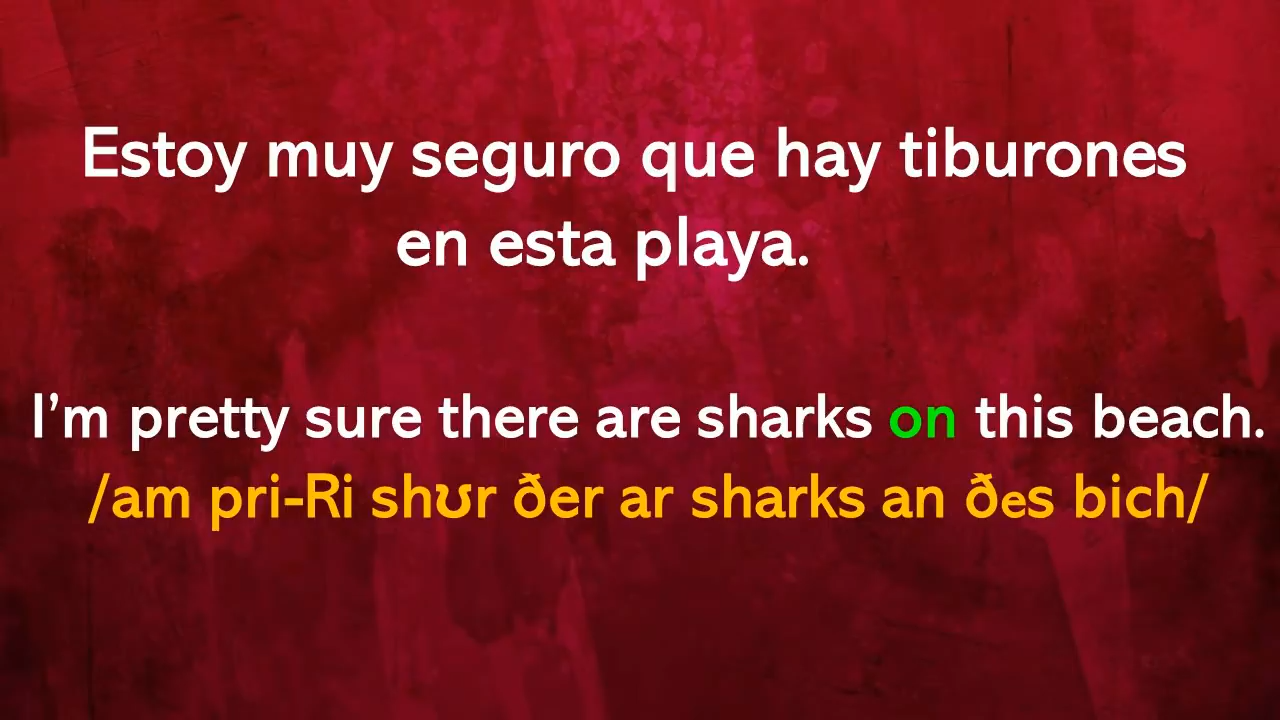 Estoy muy seguro que hay tiburones
en esta playa.
I’m pretty sure there are sharks on this beach.
/am pri-Ri shʊr ðer ar sharks an ðes bich/